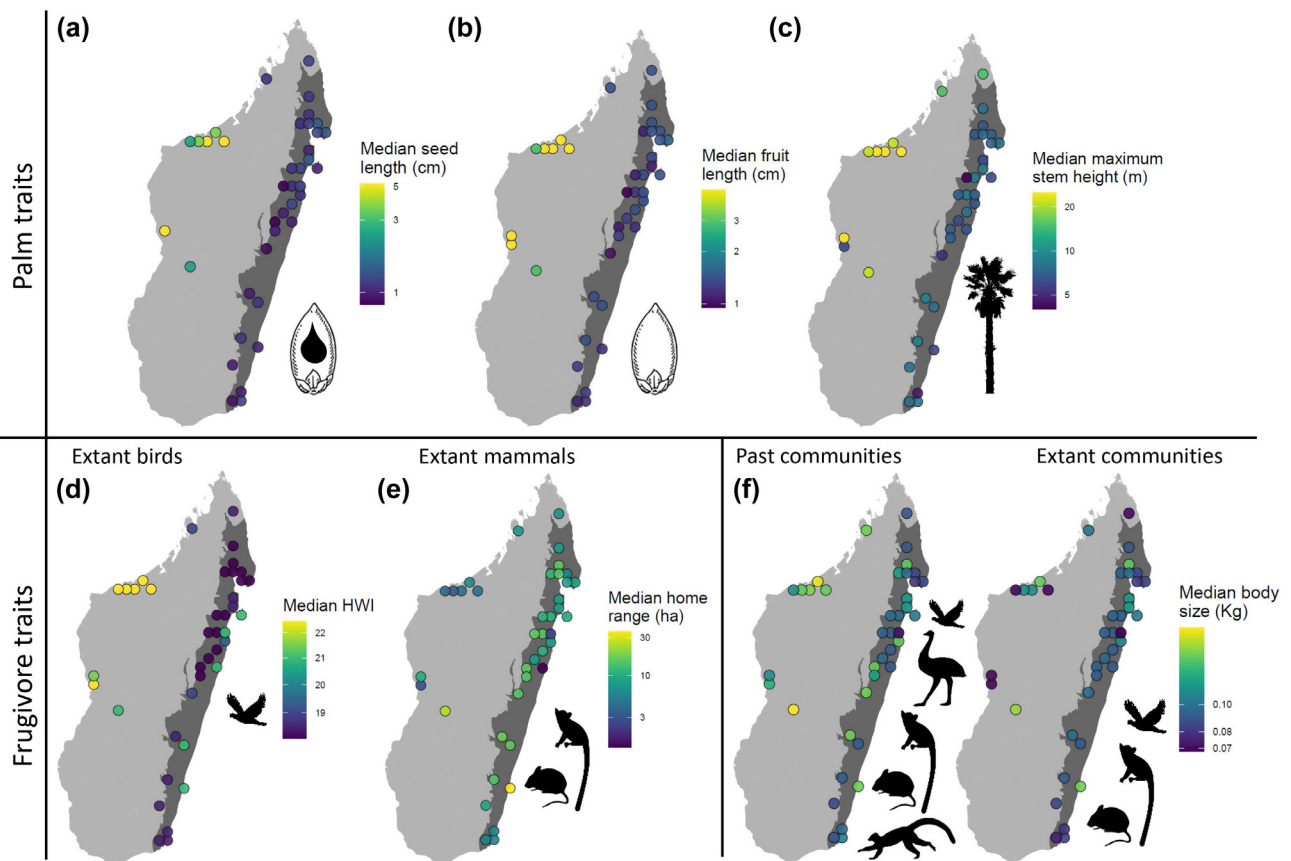 Palm traits
(a)
Median seed
length (cm)
5
3
2
1
(b)
Median fruit
length (cm)
3
2
1
(c)
Median maximum
stem height (m)
20
10
5
Frugivore traits
Extant birds
(d)
Median HWI
22
21
20
19
Extant mammals
(e)
Median home
range (ha)
30
10
3
Past communities
(f)
Extant communities
Median body
size (Kg)
0.10
0.08
0.07